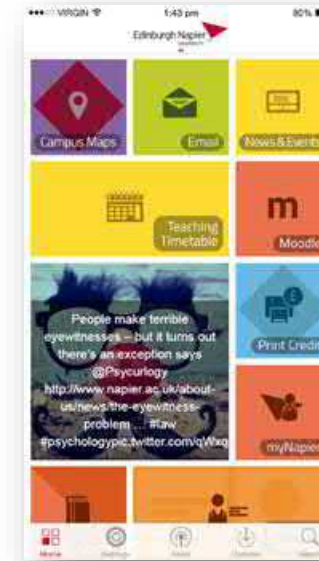 VIRGIN 1:43 pm 80%
Edinburgh Napier
Campus Maps
Email
News & Events
Teaching
Timetable
m
Moodle
People make terrible
eyewitnesses – but it turns out
there's an exception says
@Psycurlogy
http://www.napier.ac.uk/about-
us/news/the-eyewitness-
problem ... #law
#psychologypic.twitter.com/qWxq
£
Print Credit
myNapier
Home